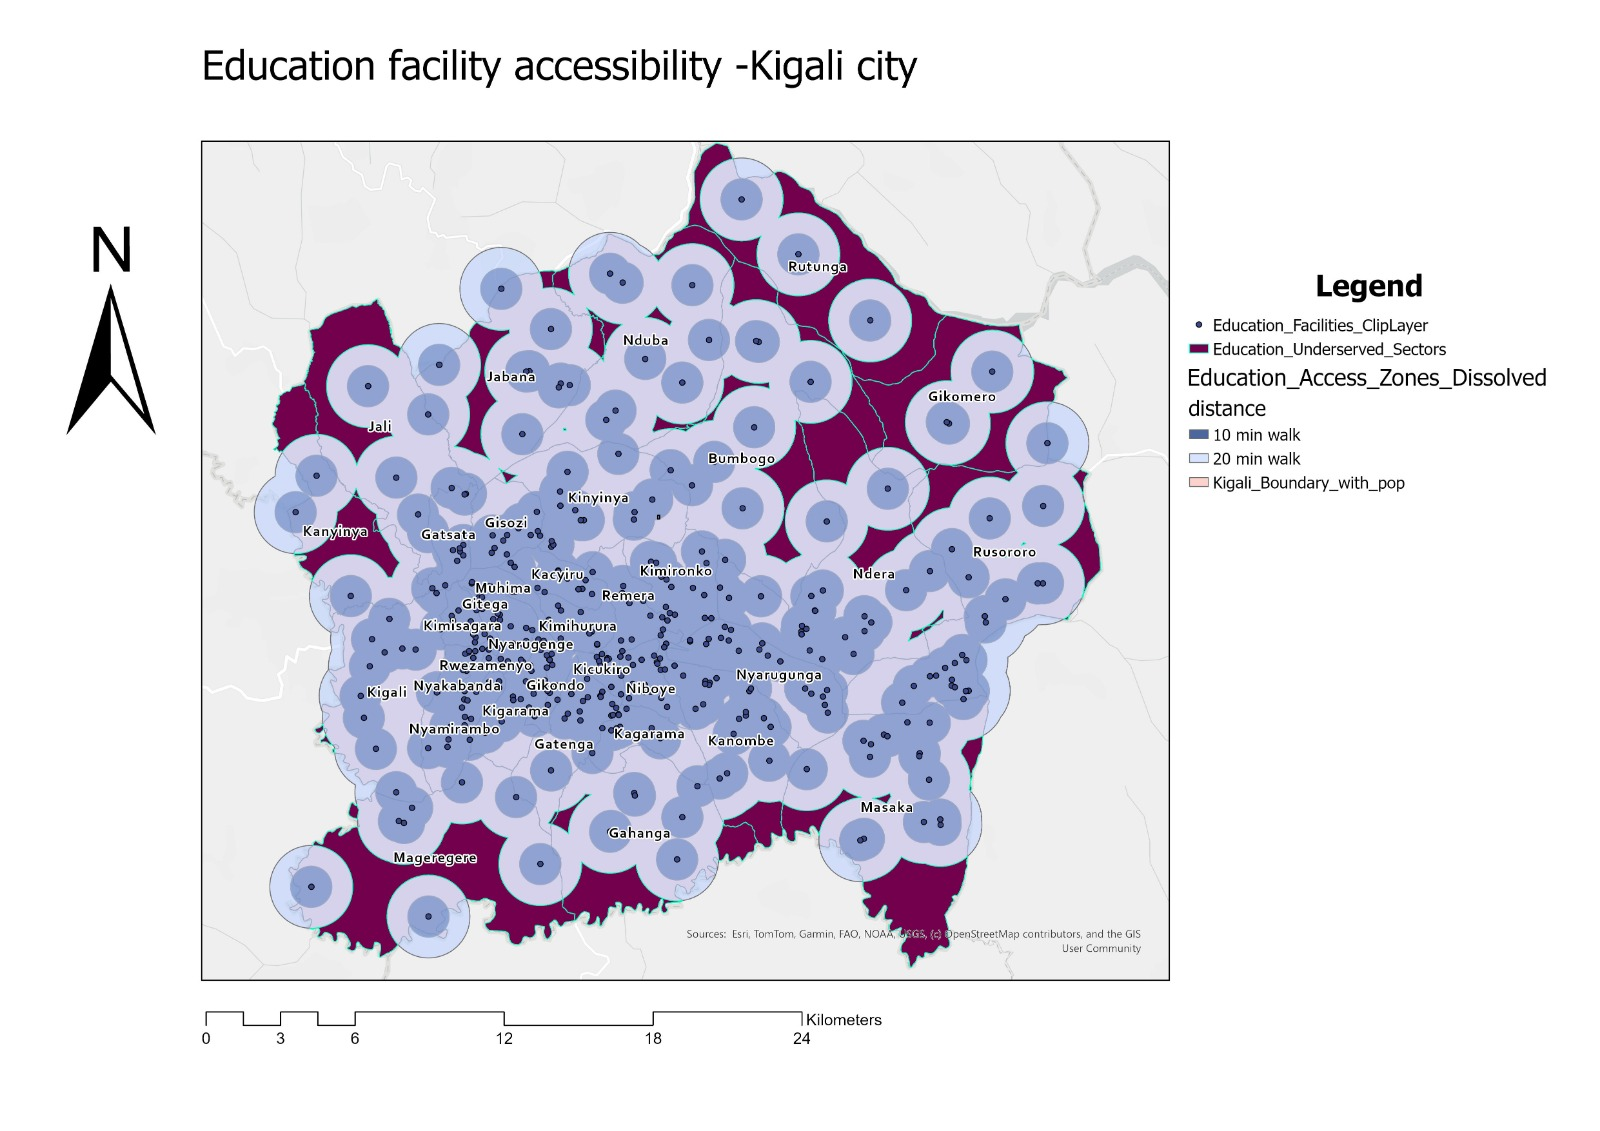 Education facility accessibility -Kigali city
N
Rutunga
Nduba
Jabana
Gikomero
Jali
Bumbogo
Kinyinya
Gisozi
Kanyinya
Gatsata
Rusororo
Kacyiru
Kimironko
Ndera
Muhima
Remera
Gitega
Kimisagara
Kimihurura
Nyarugenge
Rwezamenyo
Kicukiro
Nyarugunga
Kigali
Nyakabanda
Gikondo
Niboye
Kigarama
Nyamirambo
Kagarama
Gatenga
Kanombe
Masaka
Gahanga
Mageregere
Sources: Esri, TomTom, Garmin, FAO, NOAA, USGS, (c) OpenStreetMap contributors, and the GIS
User Community
Legend
Education_Facilities_ClipLayer
Education_Underserved_Sectors
Education_Access_Zones_Dissolved
distance
10 min walk
20 min walk
Kigali_Boundary_with_pop
Kilometers
0 3 6 12 18 24